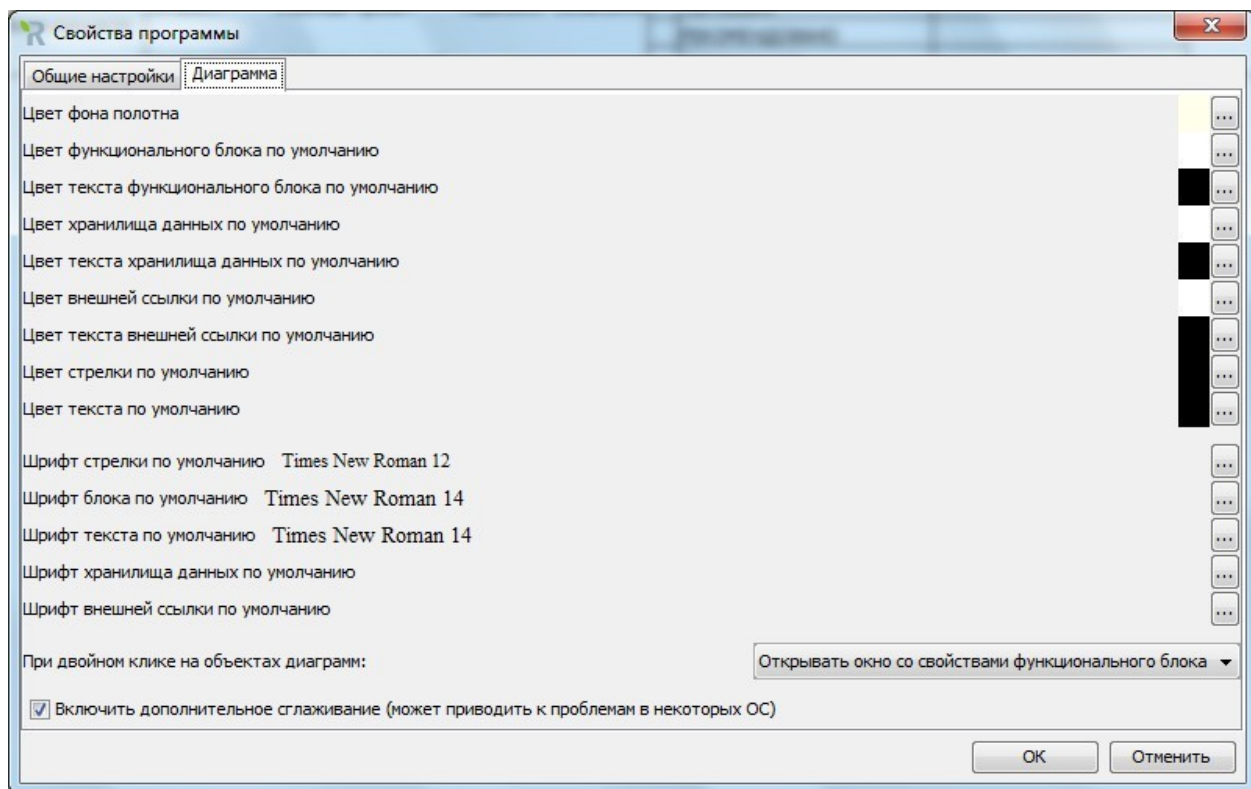 Свойства программы
Общие настройки Диаграмма
Цвет фона полотна ...
Цвет функционального блока по умолчанию ...
Цвет текста функционального блока по умолчанию ...
Цвет хранилища данных по умолчанию ...
Цвет текста хранилища данных по умолчанию ...
Цвет внешней ссылки по умолчанию ...
Цвет текста внешней ссылки по умолчанию ...
Цвет стрелки по умолчанию ...
Цвет текста по умолчанию ...
Шрифт стрелки по умолчанию Times New Roman 12 ...
Шрифт блока по умолчанию Times New Roman 14 ...
Шрифт текста по умолчанию Times New Roman 14 ...
Шрифт хранилища данных по умолчанию ...
Шрифт внешней ссылки по умолчанию ...
При двойном клике на объектах диаграмм: Открывать окно со свойствами функционального блока
Включить дополнительное сглаживание (может приводить к проблемам в некоторых ОС)
ОК Отменить